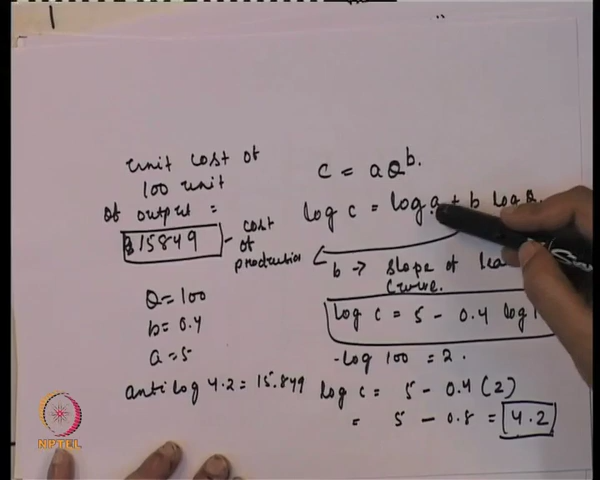 unit cost of
100 unit
of output =
$15849 - cost of production
Q=100
b=0.4
a=5
antilog 4.2=15.849
C = aQ^b.
log C = log a + b log Q.
b → slope of lea
curve.
log C = 5 - 0.4 log
-log 100 = 2.
log C = 5 - 0.4 (2)
= 5 - 0.8 = 4.2
NPTEL